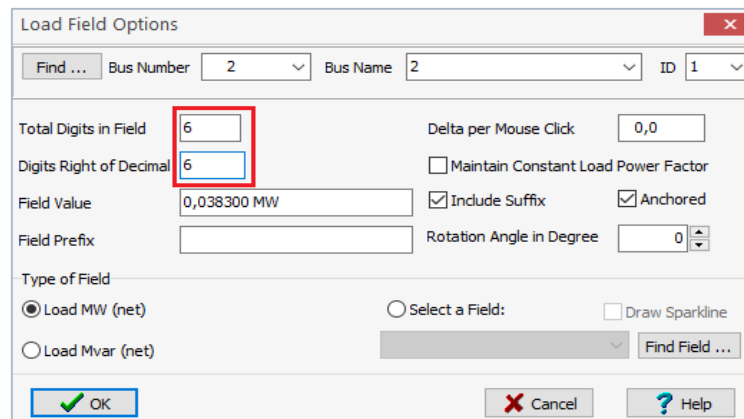 Load Field Options
Find ... Bus Number 2 Bus Name 2 ID 1
Total Digits in Field 6 Delta per Mouse Click 0,0
Digits Right of Decimal 6 Maintain Constant Load Power Factor
Field Value 0,038300 MW Include Suffix Anchored
Field Prefix Rotation Angle in Degree 0
Type of Field
Load MW (net) Select a Field: Draw Sparkline
Load Mvar (net) Find Field ...
OK Cancel ? Help